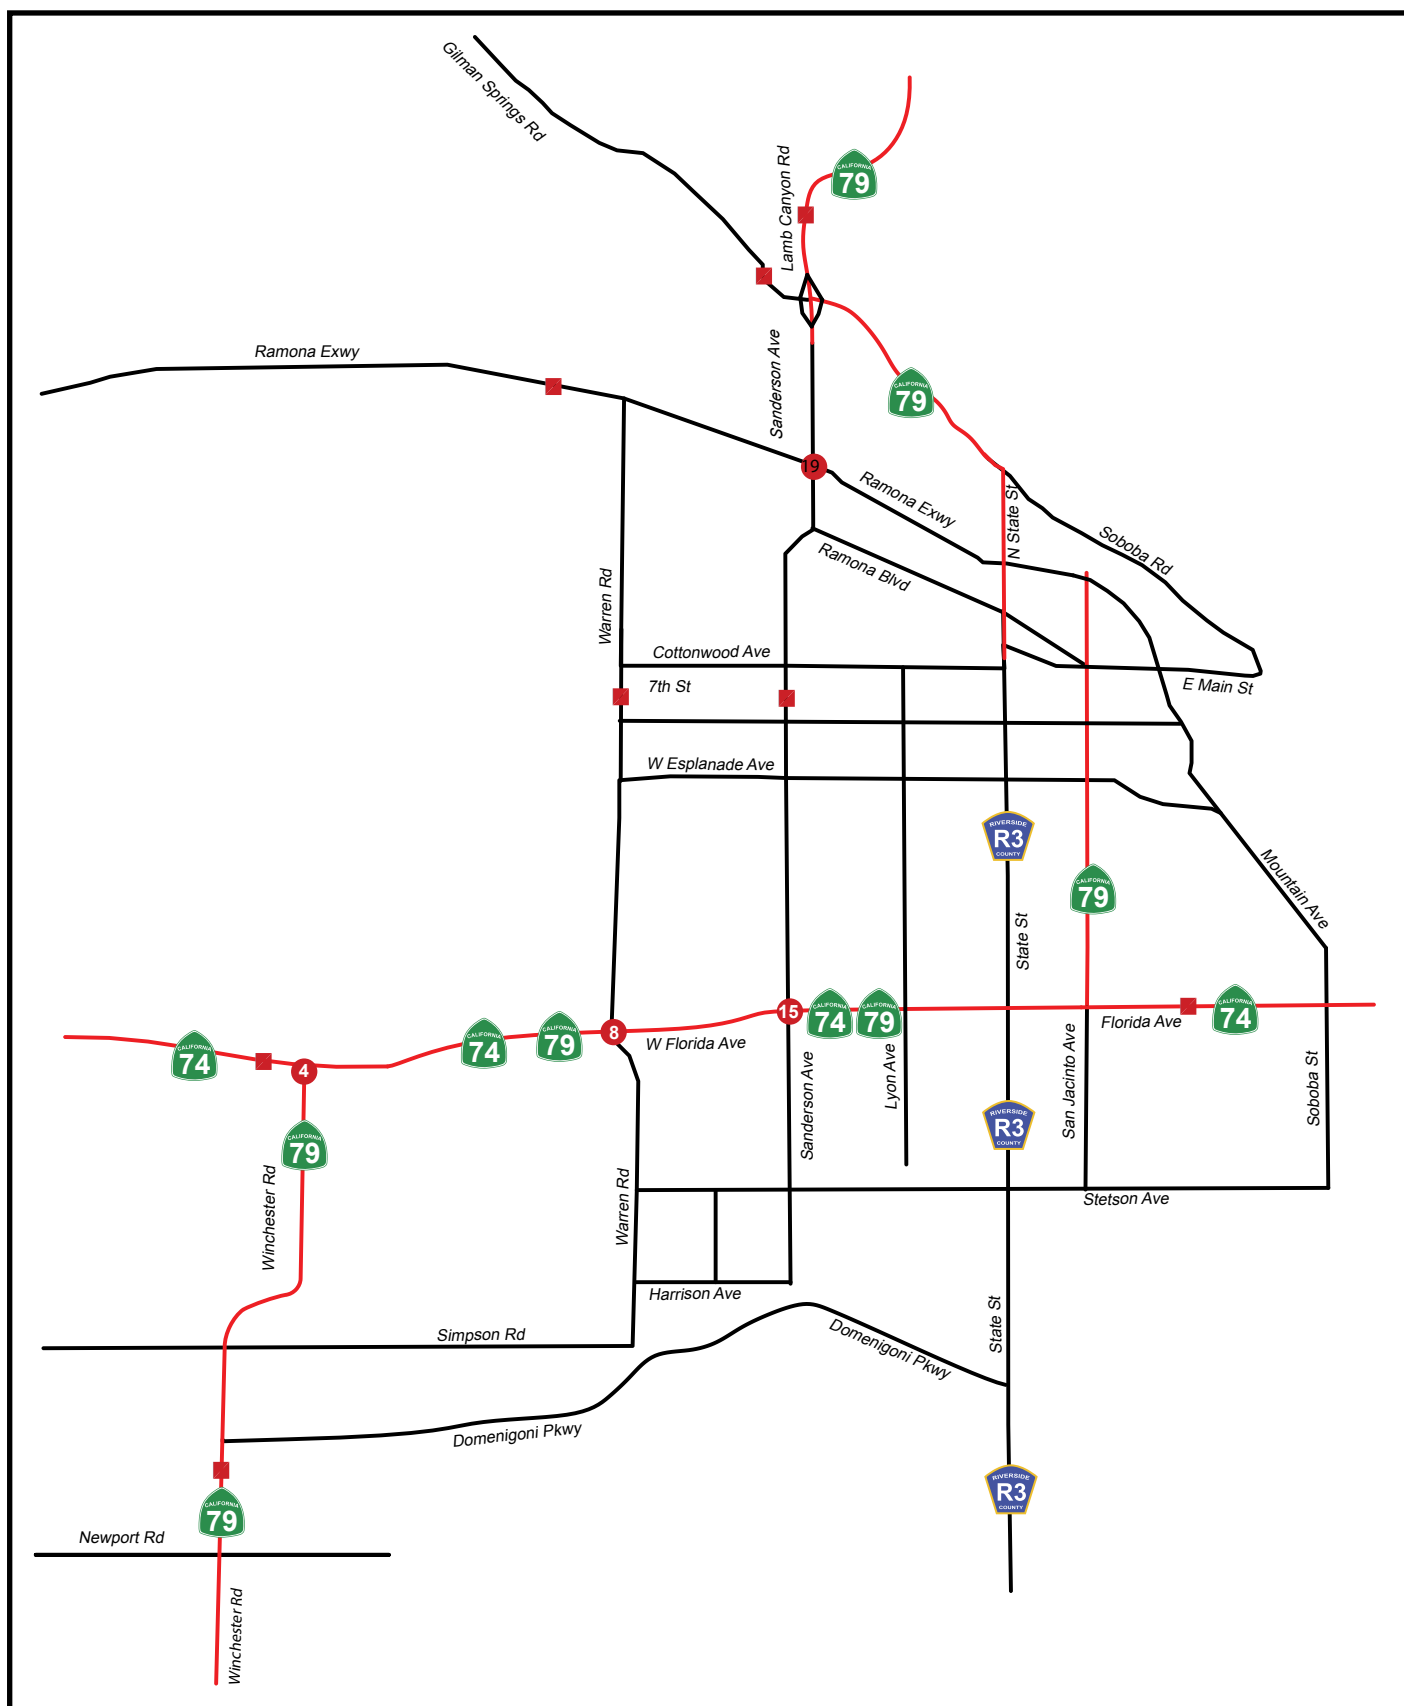 Gilman Springs Rd
Lamb Canyon Rd
CALIFORNIA
79
Ramona Exwy
Sanderson Ave
CALIFORNIA
79
19
Ramona Exwy
N State St
Soboba Rd
Ramona Blvd
Warren Rd
Cottonwood Ave
7th St
E Main St
W Esplanade Ave
RIVERSIDE
R3
COUNTY
Mountain Ave
CALIFORNIA
79
State St
CALIFORNIA
74
CALIFORNIA
79
CALIFORNIA
74
15
Florida Ave
CALIFORNIA
74
CALIFORNIA
79
8
W Florida Ave
CALIFORNIA
74
4
Sanderson Ave
Lyon Ave
San Jacinto Ave
Soboba St
RIVERSIDE
R3
COUNTY
CALIFORNIA
79
Winchester Rd
Warren Rd
Stetson Ave
Harrison Ave
State St
Simpson Rd
Domenigoni Pkwy
Domenigoni Pkwy
RIVERSIDE
R3
COUNTY
CALIFORNIA
79
Newport Rd
Winchester Rd